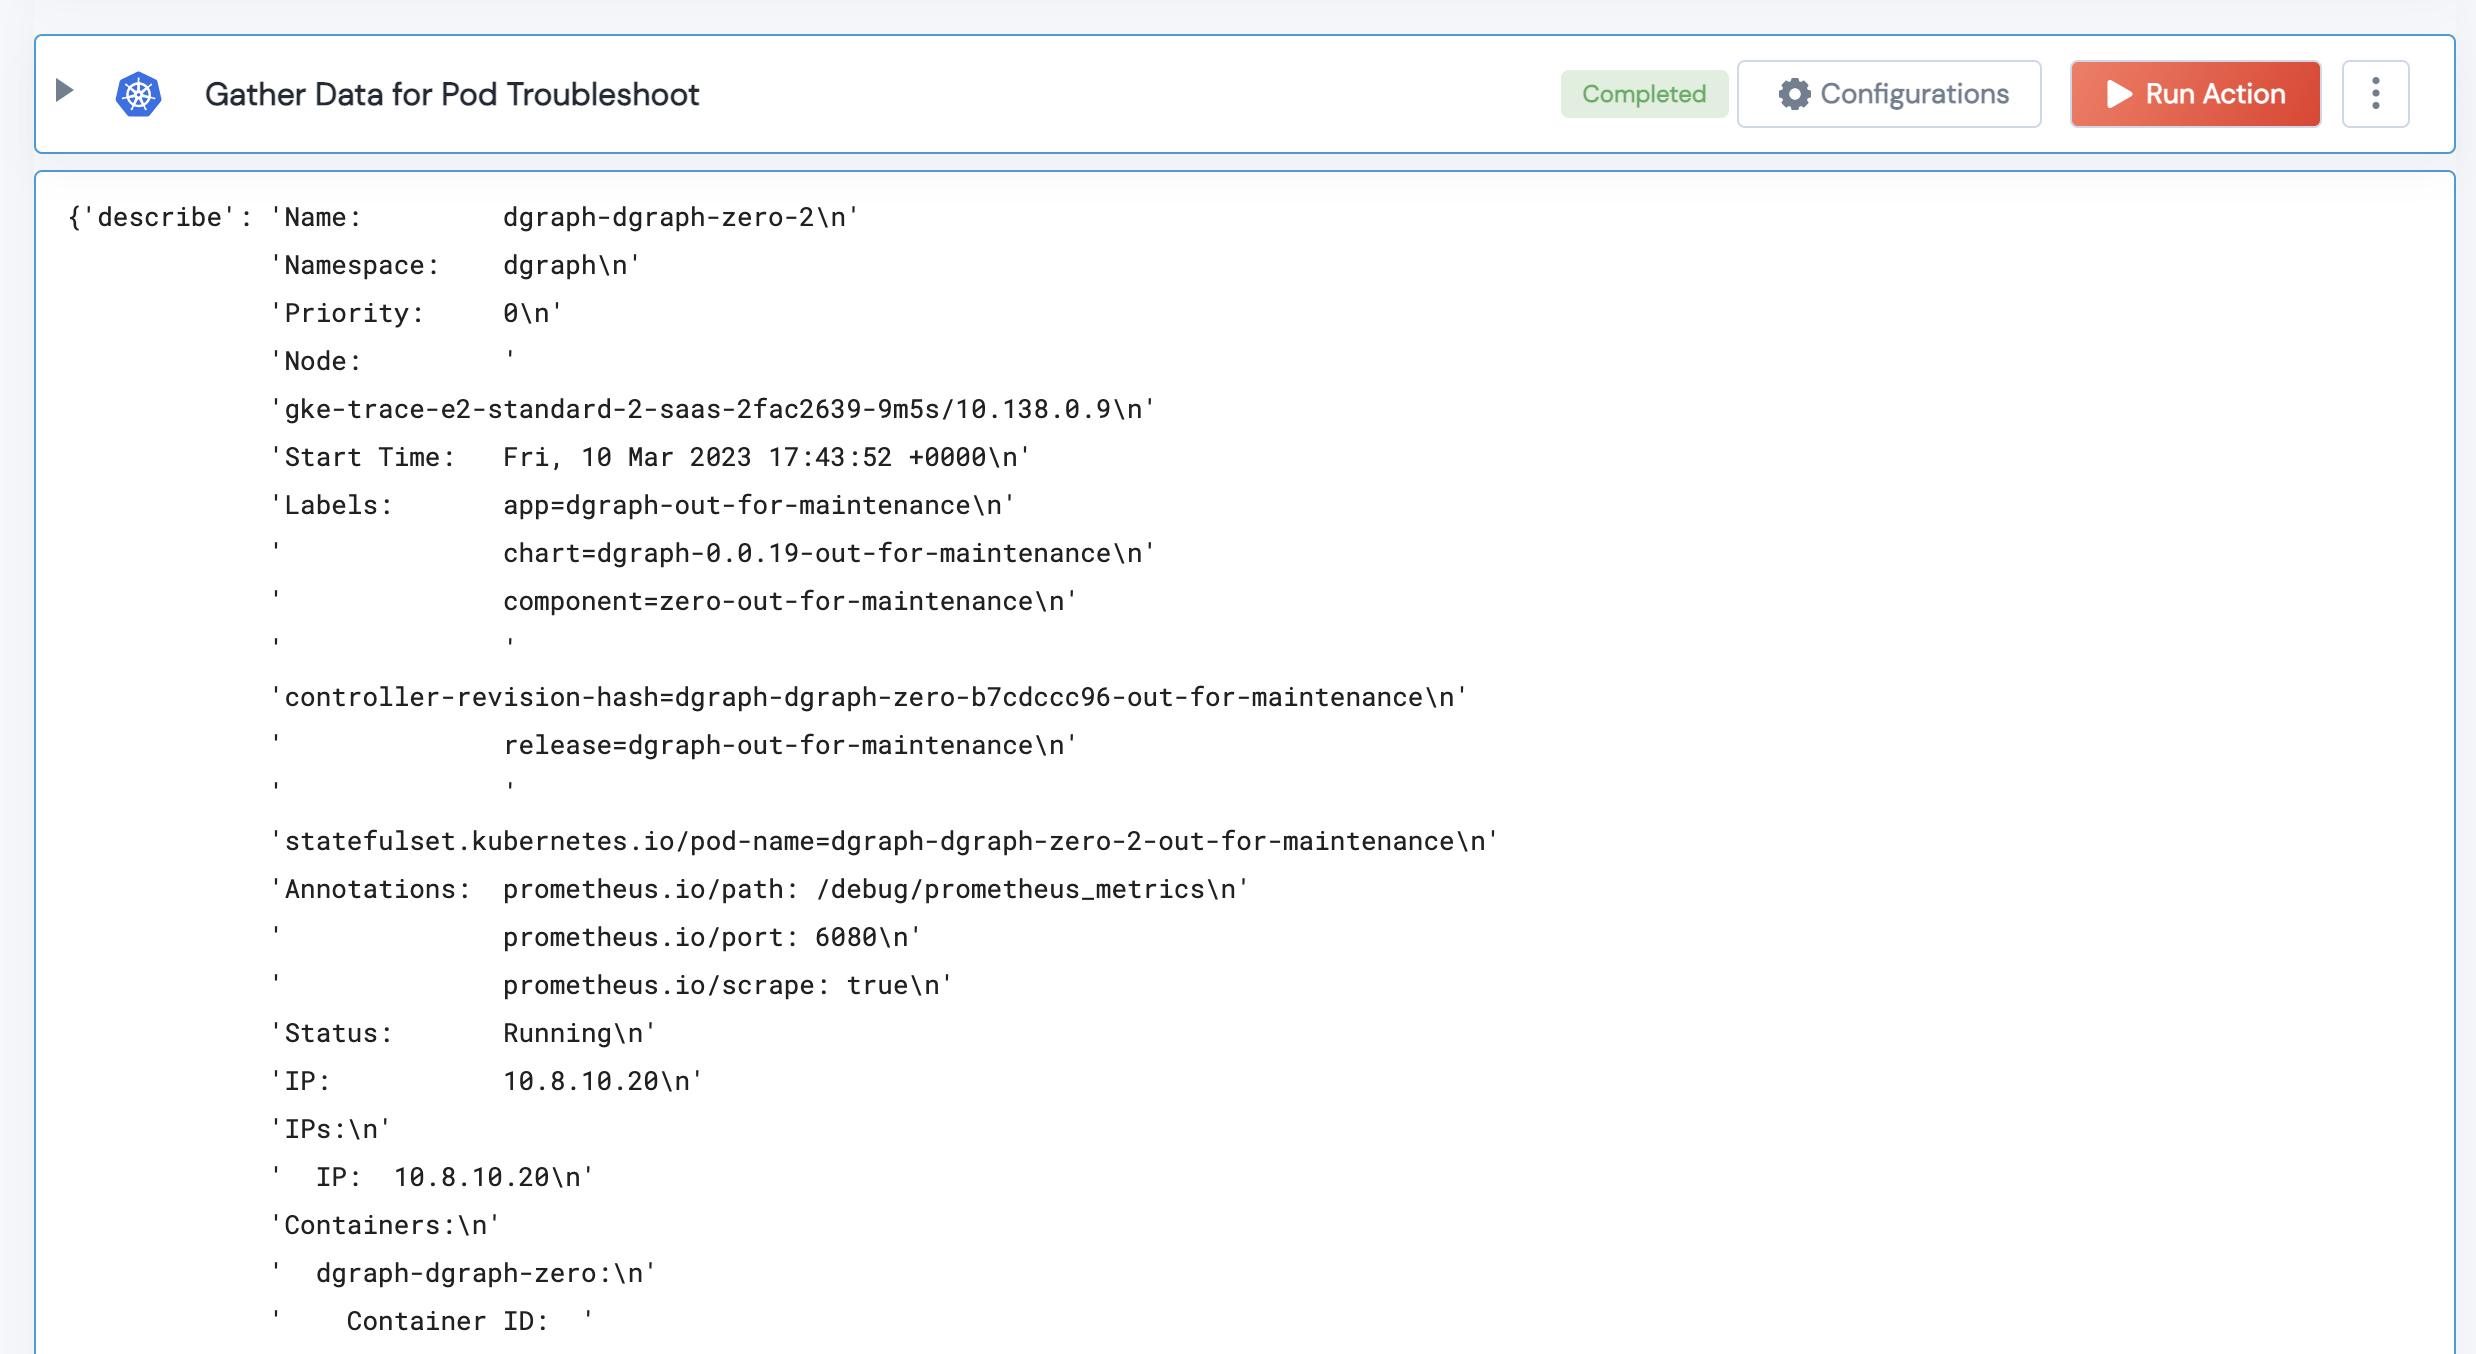 Gather Data for Pod Troubleshoot Completed Configurations Run Action
{'describe': 'Name:         dgraph-dgraph-zero-2\n'
             'Namespace:    dgraph\n'
             'Priority:     0\n'
             'Node:         '
             'gke-trace-e2-standard-2-saas-2fac2639-9m5s/10.138.0.9\n'
             'Start Time:   Fri, 10 Mar 2023 17:43:52 +0000\n'
             'Labels:       app=dgraph-out-for-maintenance\n'
             '              chart=dgraph-0.0.19-out-for-maintenance\n'
             '              component=zero-out-for-maintenance\n'
             '              '
             'controller-revision-hash=dgraph-dgraph-zero-b7cdccc96-out-for-maintenance\n'
             '              release=dgraph-out-for-maintenance\n'
             '              '
             'statefulset.kubernetes.io/pod-name=dgraph-dgraph-zero-2-out-for-maintenance\n'
             'Annotations:  prometheus.io/path: /debug/prometheus_metrics\n'
             '              prometheus.io/port: 6080\n'
             '              prometheus.io/scrape: true\n'
             'Status:       Running\n'
             'IP:           10.8.10.20\n'
             'IPs:\n'
             '  IP:  10.8.10.20\n'
             'Containers:\n'
             '  dgraph-dgraph-zero:\n'
             '    Container ID:  '